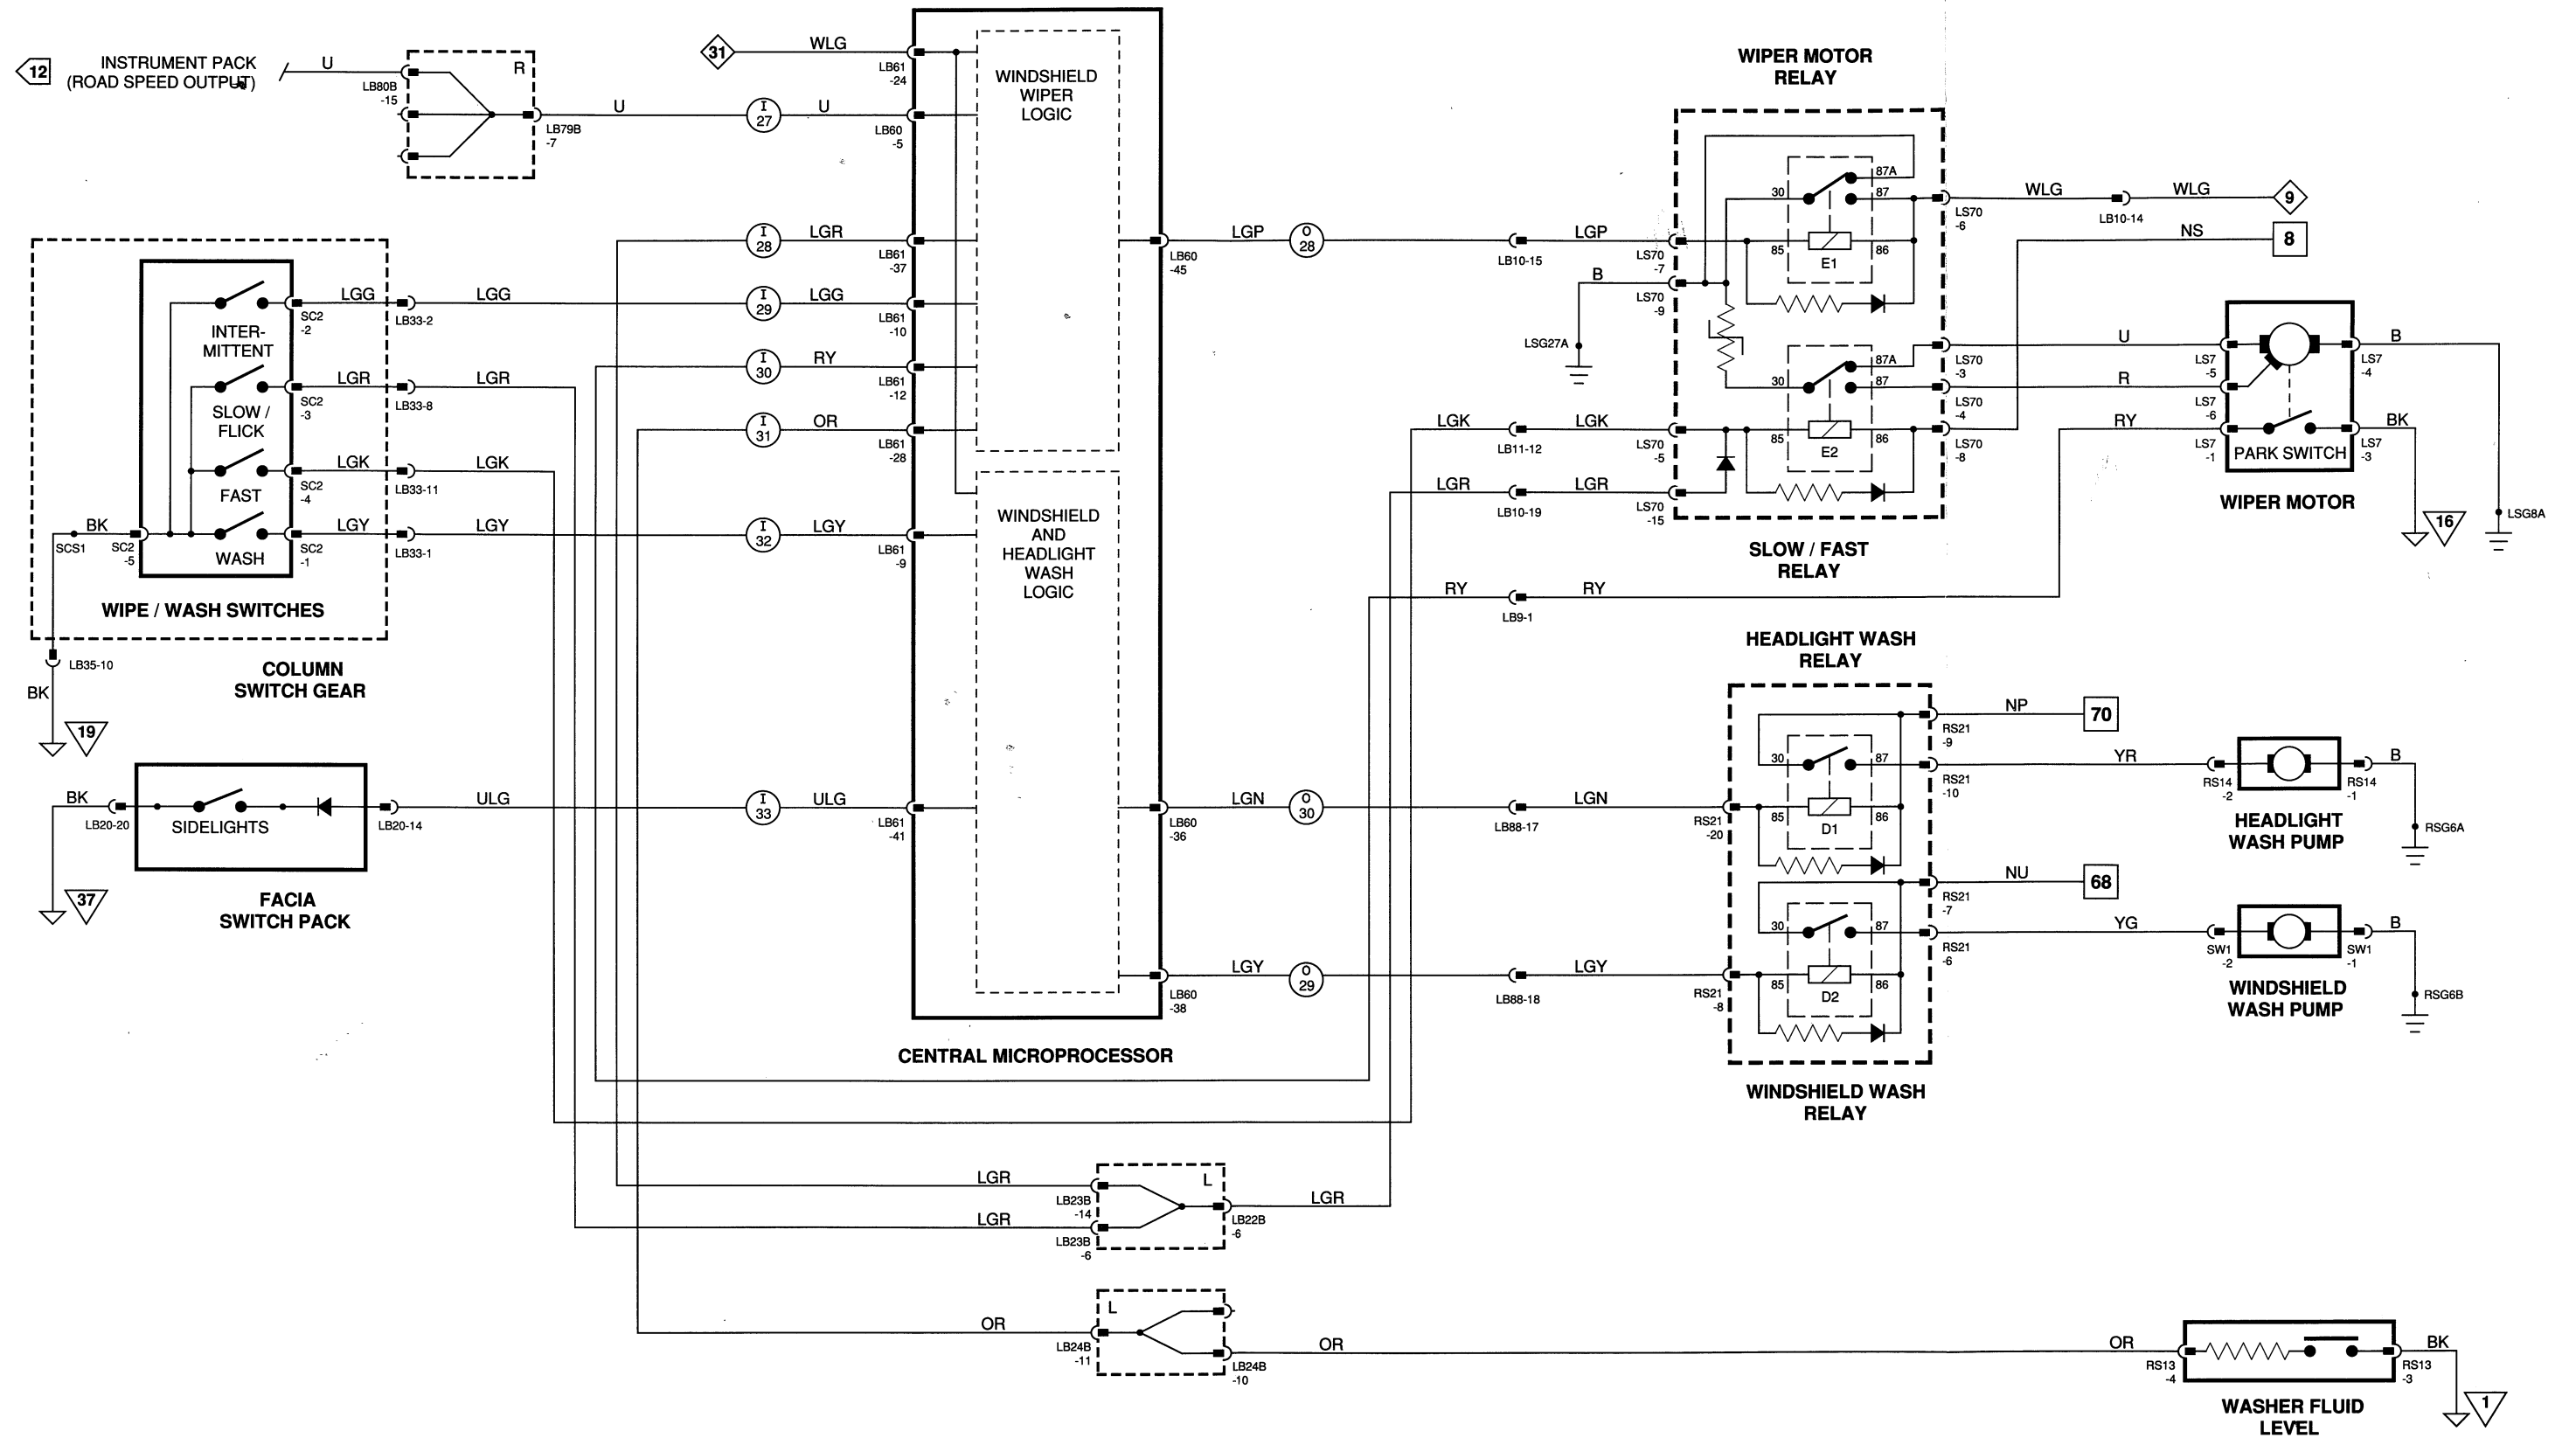 12
INSTRUMENT PACK
(ROAD SPEED OUTPUT)
U
LB80B
-15
R
LB79B
-7
U
I
27
U
31
WLG
LB61
-24
LB60
-5
WINDSHIELD
WIPER
LOGIC
I
28
LGR
LB61
-37
I
29
LGG
LB61
-10
I
30
RY
LB61
-12
I
31
OR
LB61
-28
I
32
LGY
LB61
-9
WINDSHIELD
AND
HEADLIGHT
WASH
LOGIC
INTER-
MITTENT
SLOW /
FLICK
FAST
WASH
LGG
SC2
-2
LB33-2
LGG
LGR
SC2
-3
LB33-8
LGR
LGK
SC2
-4
LB33-11
LGK
LGY
SC2
-1
LB33-1
LGY
BK
SCS1
SC2
-5
WIPE / WASH SWITCHES
LB35-10
COLUMN
SWITCH GEAR
BK
19
BK
LB20-20
SIDELIGHTS
LB20-14
ULG
I
33
ULG
LB61
-41
37
FACIA
SWITCH PACK
CENTRAL MICROPROCESSOR
LB60
-45
LGP
O
28
LB10-15
LGP
LS70
-7
B
LS70
-9
LSG27A
WIPER MOTOR
RELAY
30
87A
87
85
86
E1
LS70
-6
WLG
LB10-14
WLG
9
NS
8
30
87A
87
85
86
E2
LS70
-3
LS70
-4
LS70
-8
U
R
RY
LGK
LB11-12
LGK
LS70
-5
LGR
LB10-19
LGR
LS70
-15
SLOW / FAST
RELAY
LS7
-5
LS7
-6
LS7
-1
LS7
-4
LS7
-3
PARK SWITCH
WIPER MOTOR
B
BK
16
LSG8A
RY
LB9-1
RY
HEADLIGHT WASH
RELAY
30
87
85
86
D1
RS21
-9
NP
70
RS21
-10
YR
RS14
-2
RS14
-1
B
RSG6A
HEADLIGHT
WASH PUMP
LB60
-36
LGN
O
30
LB88-17
LGN
RS21
-20
30
87
85
86
D2
RS21
-7
NU
68
RS21
-6
YG
SW1
-2
SW1
-1
B
RSG6B
WINDSHIELD
WASH PUMP
LB60
-38
LGY
O
29
LB88-18
LGY
RS21
-8
WINDSHIELD WASH
RELAY
LGR
LB23B
-14
LGR
LB23B
-6
L
LB22B
-6
LGR
OR
LB24B
-11
L
LB24B
-10
OR
OR
RS13
-4
RS13
-3
BK
1
WASHER FLUID
LEVEL